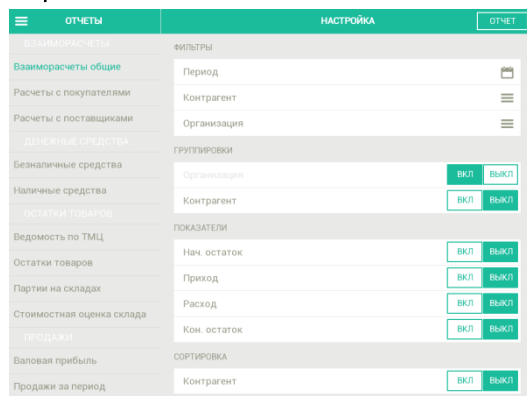 ОТЧЕТЫ
НАСТРОЙКА
ОТЧЕТ
ВЗАИМОРАСЧЕТЫ
Взаиморасчеты общие
Расчеты с покупателями
Расчеты с поставщиками
ДЕНЕЖНЫЕ СРЕДСТВА
Безналичные средства
Наличные средства
ОСТАТКИ ТОВАРОВ
Ведомость по ТМЦ
Остатки товаров
Партии на складах
Стоимостная оценка склада
ПРОДАЖИ
Валовая прибыль
Продажи за период
ФИЛЬТРЫ
Период
Контрагент
Организация
ГРУППИРОВКИ
Организация ВКЛ ВЫКЛ
Контрагент ВКЛ ВЫКЛ
ПОКАЗАТЕЛИ
Нач. остаток ВКЛ ВЫКЛ
Приход ВКЛ ВЫКЛ
Расход ВКЛ ВЫКЛ
Кон. остаток ВКЛ ВЫКЛ
СОРТИРОВКА
Контрагент ВКЛ ВЫКЛ